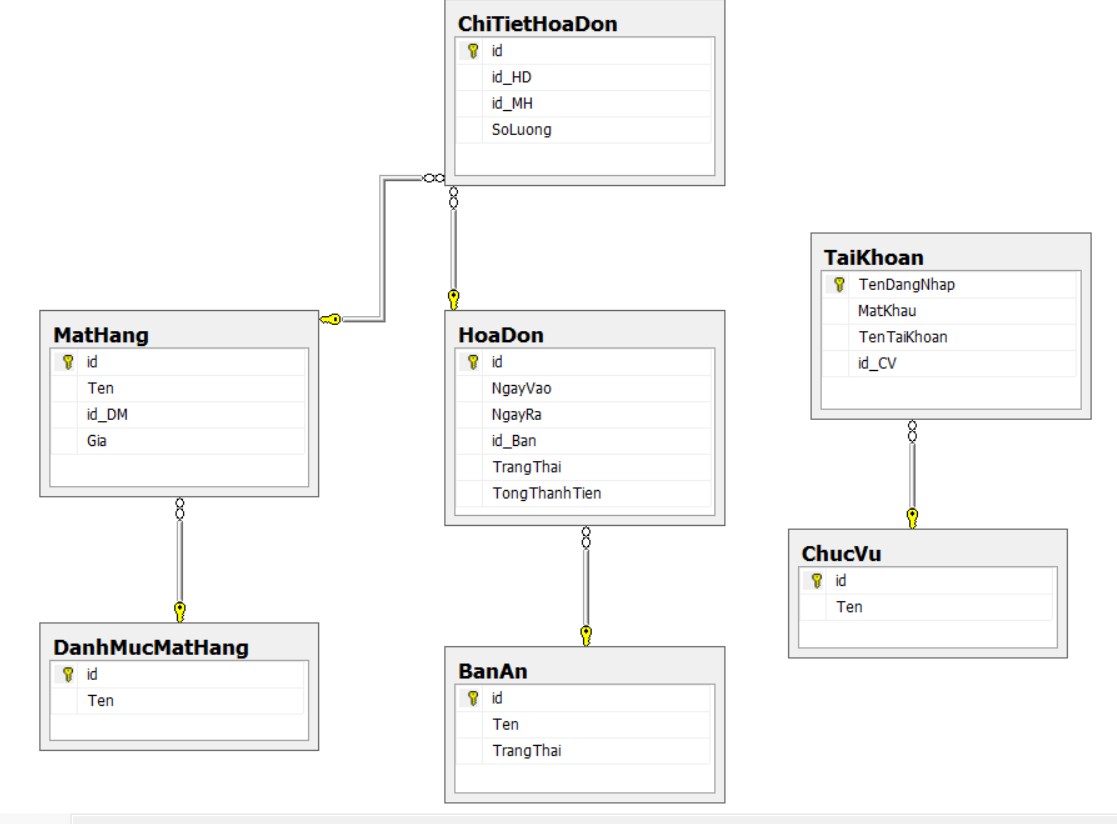 ChiTietHoaDon
id
id_HD
id_MH
SoLuong
TaiKhoan
TenDangNhap
MatKhau
TenTaiKhoan
id_CV
MatHang
id
Ten
id_DM
Gia
HoaDon
id
NgayVao
NgayRa
id_Ban
TrangThai
TongThanhTien
ChucVu
id
Ten
DanhMucMatHang
id
Ten
BanAn
id
Ten
TrangThai